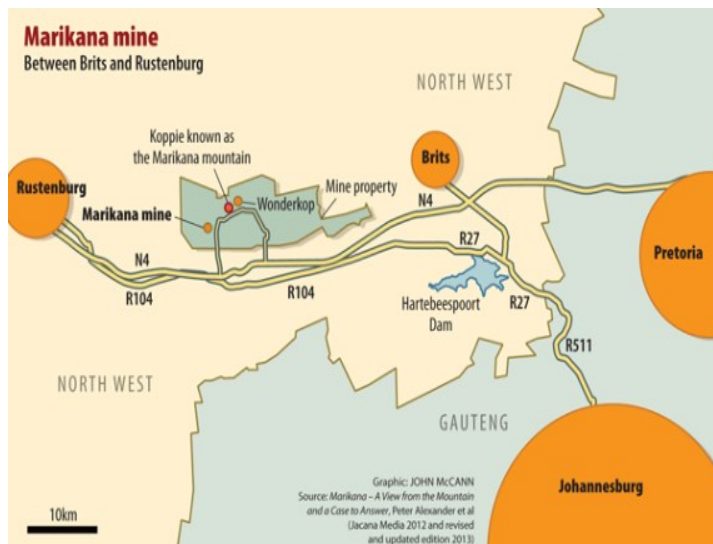 Marikana mine
Between Brits and Rustenburg
NORTH WEST
Koppie known as
the Marikana mountain
Brits
Rustenburg
Wonderkop
Mine property
Marikana mine
N4
Pretoria
R27
N4
R104
R104
Hartebeespoort
Dam
R27
R511
NORTH WEST
GAUTENG
Graphic: JOHN McCANN
Source: Marikana – A View from the Mountain
and a Case to Answer, Peter Alexander et al
(Jacana Media 2012 and revised
and updated edition 2013)
Johannesburg
10km